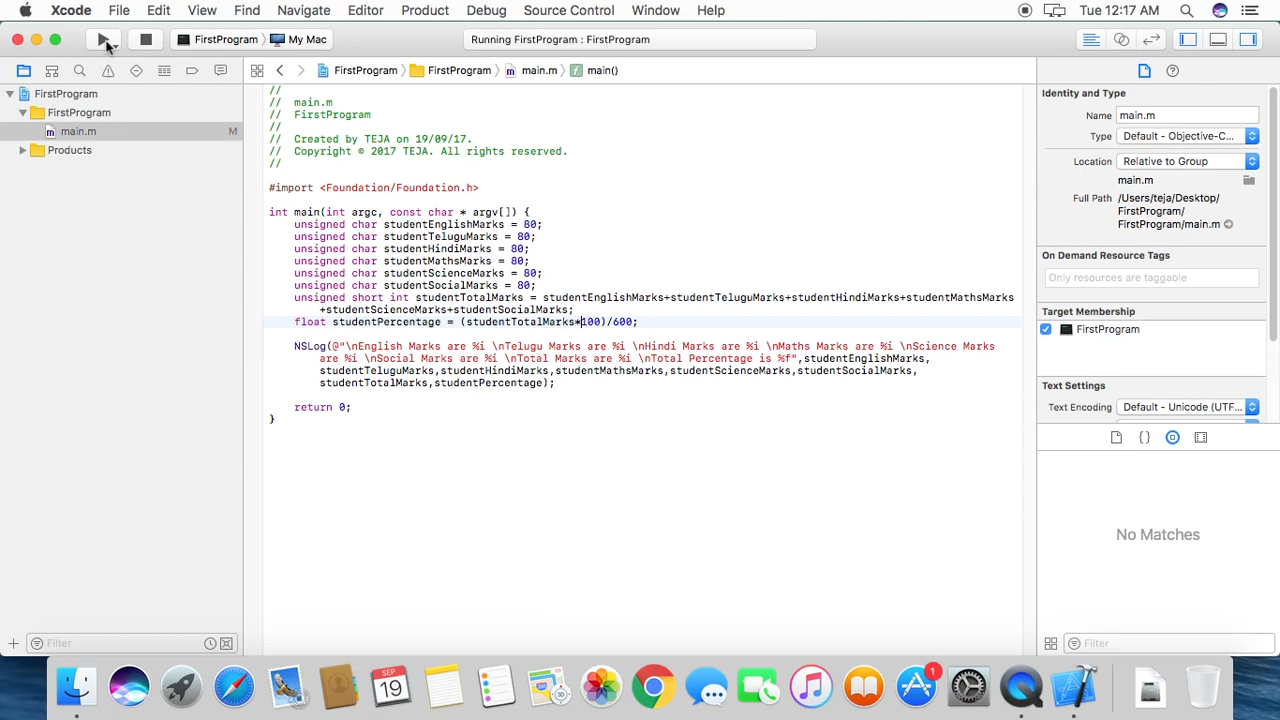 Xcode File Edit View Find Navigate Editor Product Debug Source Control Window Help Tue 12:17 AM
FirstProgram My Mac Running FirstProgram : FirstProgram
FirstProgram FirstProgram main.m main()
FirstProgram
FirstProgram
main.m M
Products
//
// main.m
// FirstProgram
//
// Created by TEJA on 19/09/17.
// Copyright © 2017 TEJA. All rights reserved.
//
#import <Foundation/Foundation.h>
int main(int argc, const char * argv[]) {
unsigned char studentEnglishMarks = 80;
unsigned char studentTeluguMarks = 80;
unsigned char studentHindiMarks = 80;
unsigned char studentMathsMarks = 80;
unsigned char studentScienceMarks = 80;
unsigned char studentSocialMarks = 80;
unsigned short int studentTotalMarks = studentEnglishMarks+studentTeluguMarks+studentHindiMarks+studentMathsMarks
+studentScienceMarks+studentSocialMarks;
float studentPercentage = (studentTotalMarks*100)/600;
NSLog(@"\nEnglish Marks are %i \nTelugu Marks are %i \nHindi Marks are %i \nMaths Marks are %i \nScience Marks
are %i \nSocial Marks are %i \nTotal Marks are %i \nTotal Percentage is %f",studentEnglishMarks,
studentTeluguMarks,studentHindiMarks,studentMathsMarks,studentScienceMarks,studentSocialMarks,
studentTotalMarks,studentPercentage);
return 0;
}
Identity and Type
Name main.m
Type Default - Objective-C...
Location Relative to Group
main.m
Full Path /Users/teja/Desktop/
FirstProgram/
FirstProgram/main.m
On Demand Resource Tags
Only resources are taggable
Target Membership
FirstProgram
Text Settings
Text Encoding Default - Unicode (UTF...
No Matches
Filter
Filter
SEP
19
1